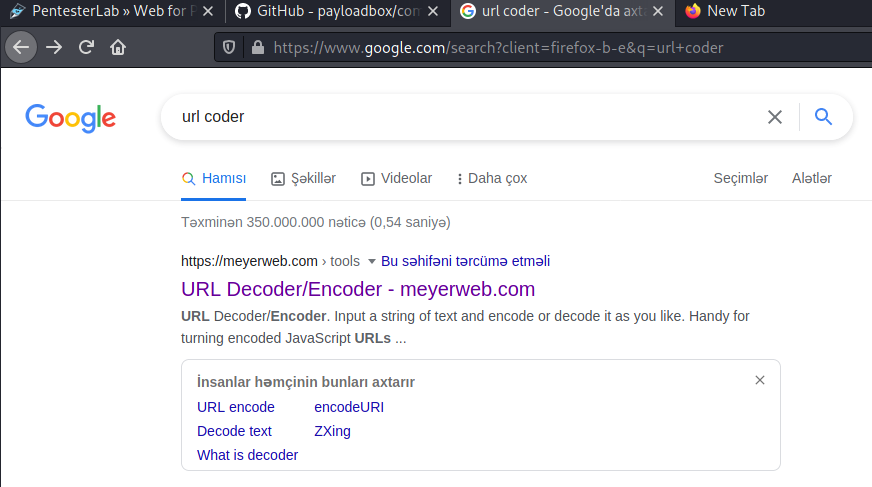 PentesterLab » Web for P
GitHub - payloadbox/con
url coder - Google'da axta
New Tab
https://www.google.com/search?client=firefox-b-e&q=url+coder
Google
url coder
Hamısı
Şəkillər
Videolar
Daha çox
Seçimlər
Alətlər
Təxminən 350.000.000 nəticə (0,54 saniyə)
https://meyerweb.com › tools Bu səhifəni tərcümə etməli
URL Decoder/Encoder - meyerweb.com
URL Decoder/Encoder. Input a string of text and encode or decode it as you like. Handy for
turning encoded JavaScript URLs ...
İnsanlar həmçinin bunları axtarır
URL encode
encodeURI
Decode text
ZXing
What is decoder